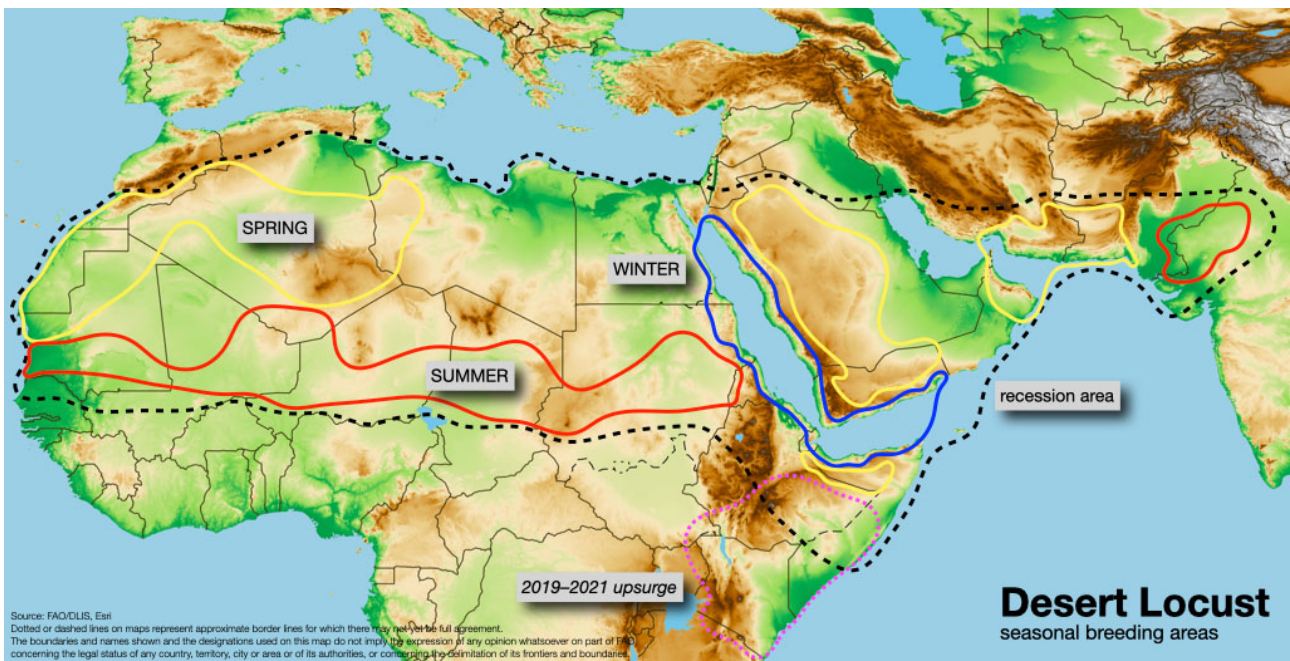 SPRING
WINTER
SUMMER
recession area
2019–2021 upsurge
Desert Locust
seasonal breeding areas
Source: FAO/DLIS, Esri
Dotted or dashed lines on maps represent approximate border lines for which there may not yet be full agreement.
The boundaries and names shown and the designations used on this map do not imply the expression of any opinion whatsoever on part of FAO
concerning the legal status of any country, territory, city or area or of its authorities, or concerning the delimitation of its frontiers and boundaries.